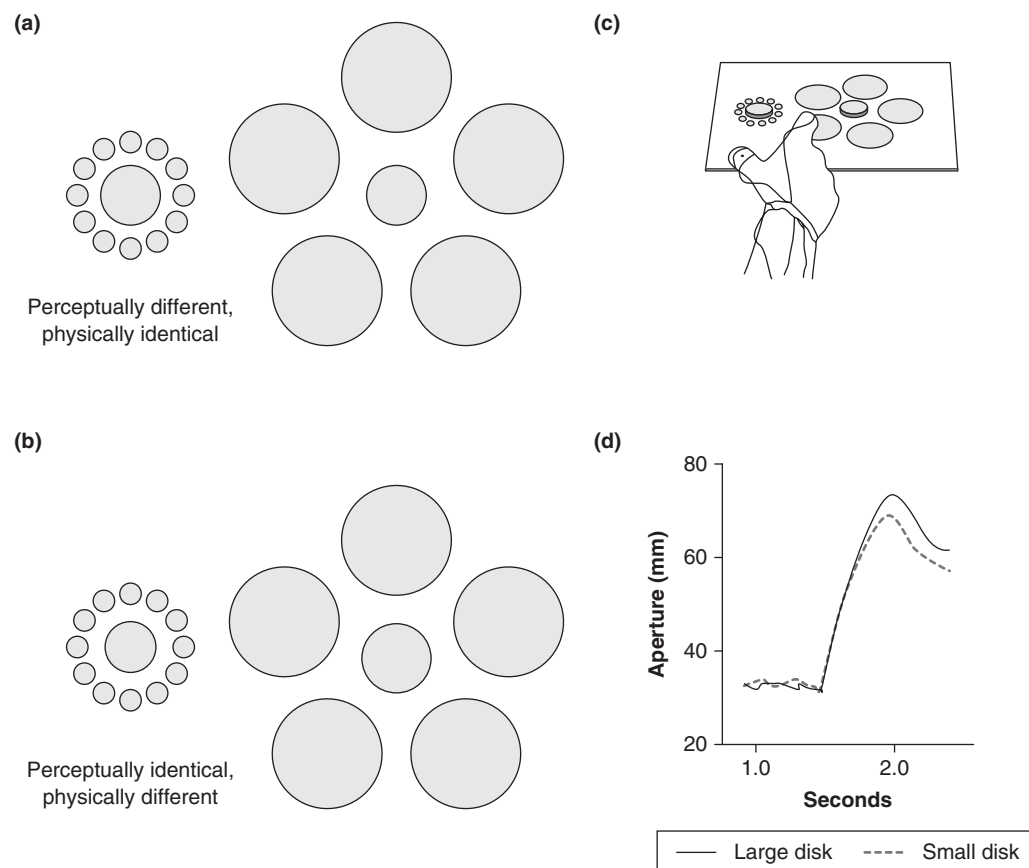 (a)
Perceptually different,
physically identical
(b)
Perceptually identical,
physically different
(c)
(d)
80
60
40
20
Aperture (mm)
1.0 2.0
Seconds
Large disk Small disk